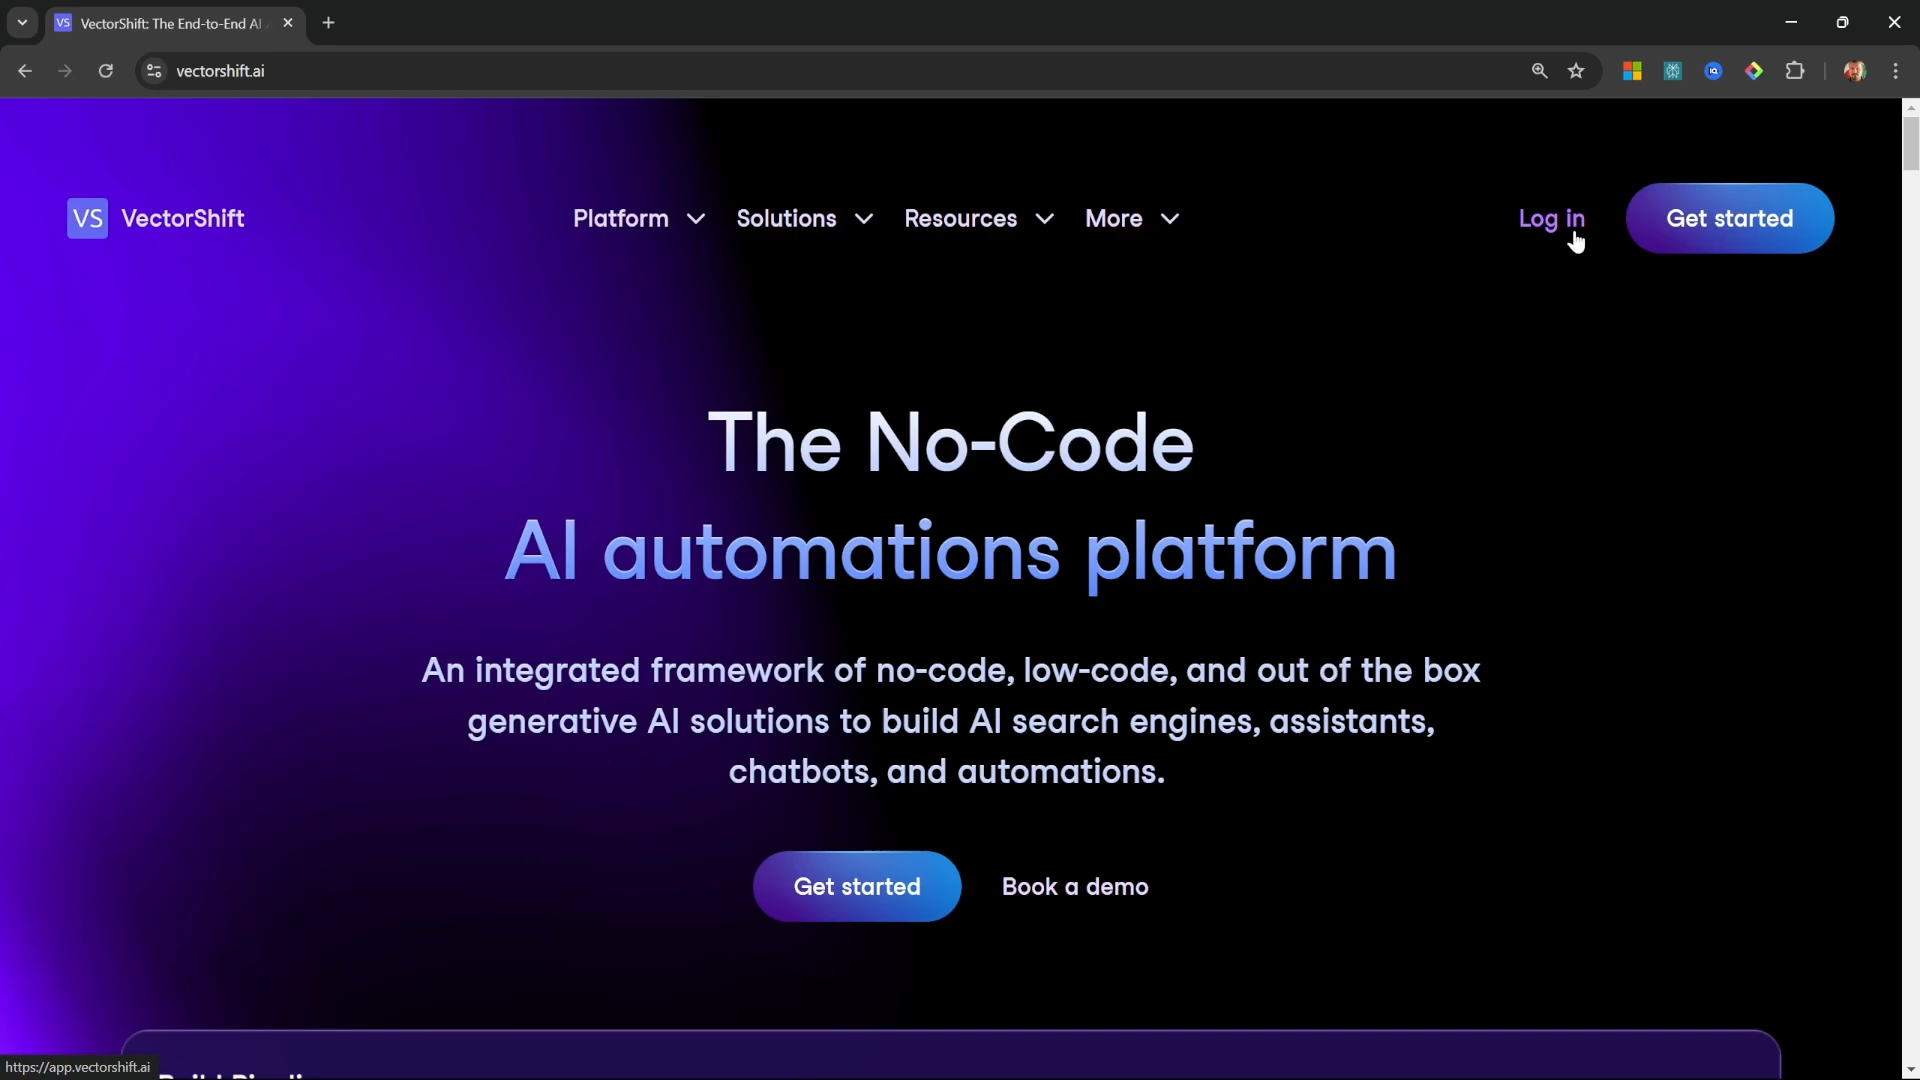 VS VectorShift: The End-to-End AI
vectorshift.ai
VS VectorShift
Platform
Solutions
Resources
More
Log in
Get started
The No-Code
AI automations platform
An integrated framework of no-code, low-code, and out of the box
generative AI solutions to build AI search engines, assistants,
chatbots, and automations.
Get started
Book a demo
https://app.vectorshift.ai